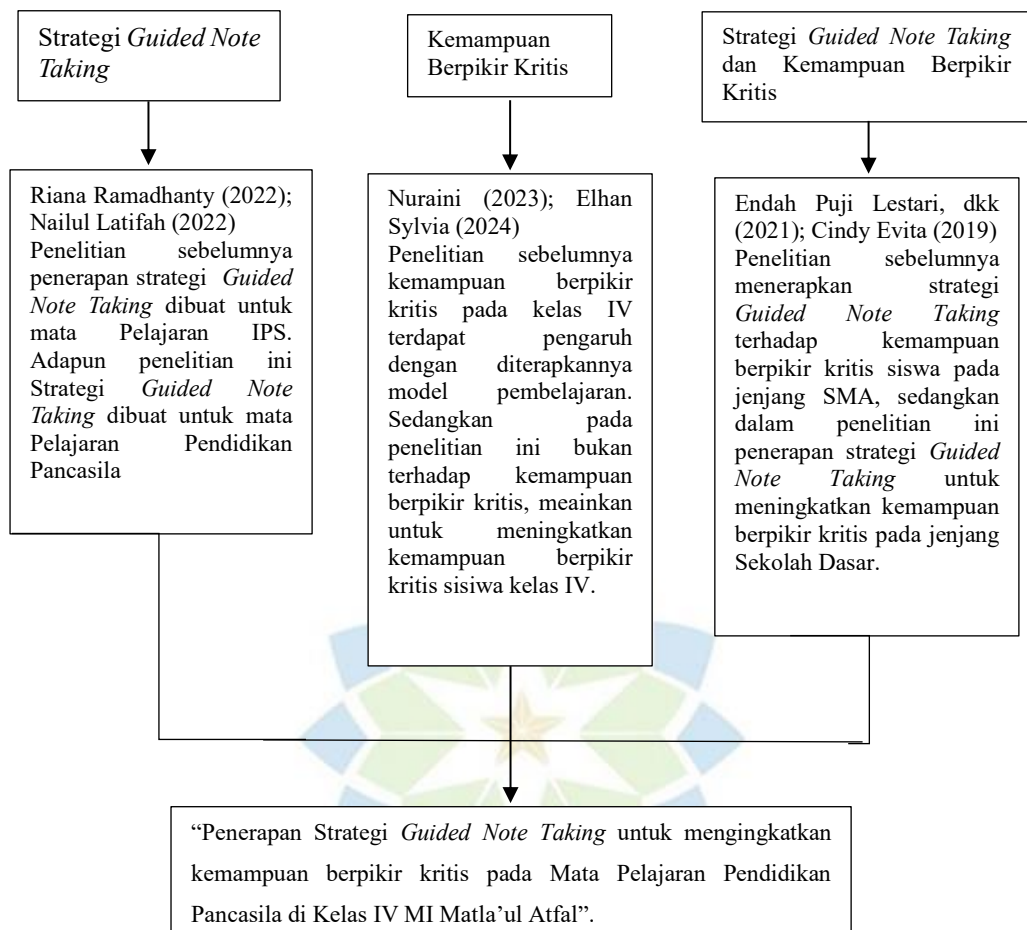 Strategi Guided Note
Taking
Kemampuan
Berpikir Kritis
Strategi Guided Note Taking
dan Kemampuan Berpikir
Kritis
Riana Ramadhanty (2022);
Nailul Latifah (2022)
Penelitian sebelumnya
penerapan strategi Guided
Note Taking dibuat untuk
mata Pelajaran IPS.
Adapun penelitian ini
Strategi Guided Note
Taking dibuat untuk mata
Pelajaran Pendidikan
Pancasila
Nuraini (2023); Elhan
Sylvia (2024)
Penelitian sebelumnya
kemampuan berpikir
kritis pada kelas IV
terdapat pengaruh
dengan diterapkannya
model pembelajaran.
Sedangkan pada
penelitian ini bukan
terhadap kemampuan
berpikir kritis, meainkan
untuk meningkatkan
kemampuan berpikir
kritis sisiwa kelas IV.
Endah Puji Lestari, dkk
(2021); Cindy Evita (2019)
Penelitian sebelumnya
menerapkan strategi
Guided Note Taking
terhadap kemampuan
berpikir kritis siswa pada
jenjang SMA, sedangkan
dalam penelitian ini
penerapan strategi Guided
Note Taking untuk
meningkatkan kemampuan
berpikir kritis pada jenjang
Sekolah Dasar.
“Penerapan Strategi Guided Note Taking untuk mengingkatkan
kemampuan berpikir kritis pada Mata Pelajaran Pendidikan
Pancasila di Kelas IV MI Matla’ul Atfal”.